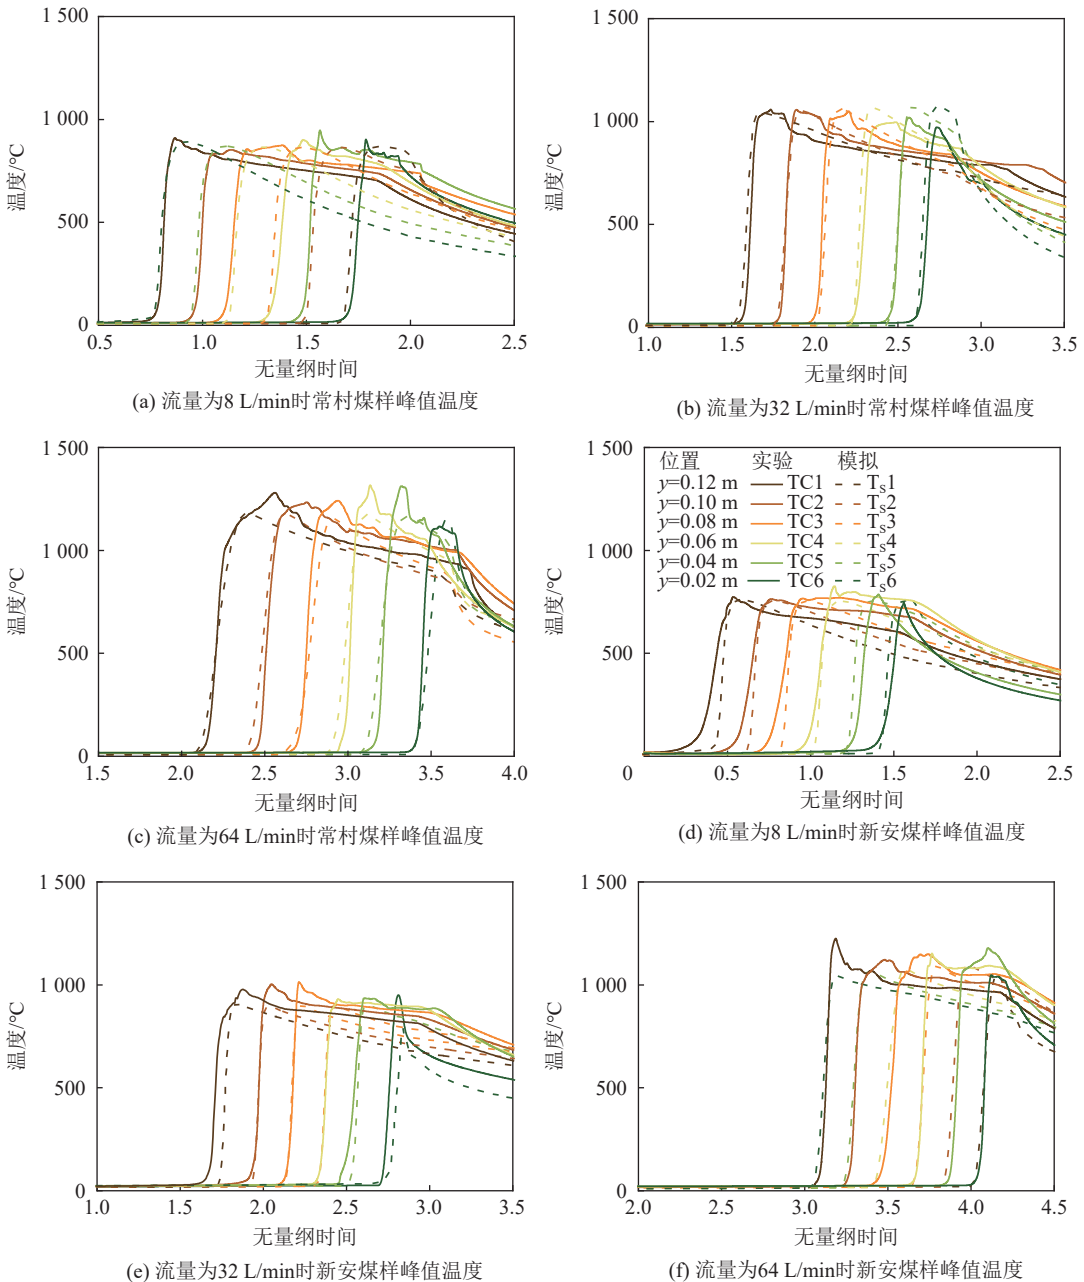 1 500
1 000
500
0
温度/℃
0.5 1.0 1.5 2.0 2.5
无量纲时间
(a) 流量为8 L/min时常村煤样峰值温度
1 500
1 000
500
0
温度/℃
1.0 1.5 2.0 2.5 3.0 3.5
无量纲时间
(b) 流量为32 L/min时常村煤样峰值温度
1 500
1 000
500
0
温度/℃
1.5 2.0 2.5 3.0 3.5 4.0
无量纲时间
(c) 流量为64 L/min时常村煤样峰值温度
1 500
1 000
500
0
温度/℃
位置 实验 模拟
y=0.12 m TC1 Ts1
y=0.10 m TC2 Ts2
y=0.08 m TC3 Ts3
y=0.06 m TC4 Ts4
y=0.04 m TC5 Ts5
y=0.02 m TC6 Ts6
0.5 1.0 1.5 2.0 2.5
无量纲时间
(d) 流量为8 L/min时新安煤样峰值温度
1 500
1 000
500
0
温度/℃
1.0 1.5 2.0 2.5 3.0 3.5
无量纲时间
(e) 流量为32 L/min时新安煤样峰值温度
1 500
1 000
500
0
温度/℃
2.0 2.5 3.0 3.5 4.0 4.5
无量纲时间
(f) 流量为64 L/min时新安煤样峰值温度